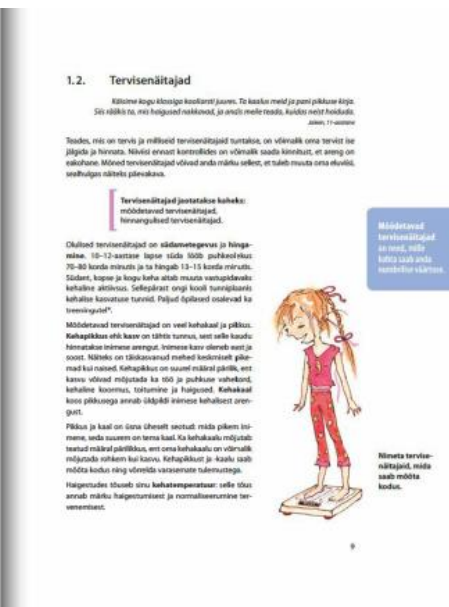 1.2. Tervisenäitajad
Käisime kogu klassiga kooliarsti juures. Ta kaalus meid ja pani pikkuse kirja.
Siis rääkis ta, mis haigused nakkavad, ja andis meile teada, kuidas neist hoiduda.
Joken, 11-aastane
Teades, mis on tervis ja milliseid tervisenäitajaid tuntakse, on võimalik oma tervist ise
jälgida ja hinnata. Niiviisi ennast kontrollides on võimalik saada kinnitust, et areng on
eakohane. Mõned tervisenäitajad võivad anda märku sellest, et tuleb muuta oma eluviisi,
sealhulgas näiteks päevakava.
Tervisenäitajad jaotatakse kaheks:
mõõdetavad tervisenäitajad,
hinnangulised tervisenäitajad.
Mõõdetavad
tervisenäitajad
on need, mille
kohta saab anda
numbrilise väärtuse.
Olulised tervisenäitajad on südametegevus ja hinga-
mine. 10–12-aastase lapse süda lööb puhkeolekus
70–80 korda minutis ja ta hingab 13–15 korda minutis.
Südant, kopse ja kogu keha aitab muuta vastupidavaks
kehaline aktiivsus. Sellepärast ongi kooli tunniplaanis
kehalise kasvatuse tunnid. Paljud õpilased osalevad ka
treeningutel*.
Mõõdetavad tervisenäitajad on veel kehakaal ja pikkus.
Kehapikkus ehk kasv on tähtis tunnus, sest selle kaudu
hinnatakse inimese arengut. Inimese kasv oleneb east ja
soost. Näiteks on täiskasvanud mehed keskmiselt pike-
mad kui naised. Kehapikkus on suurel määral pärilik, ent
kasvu võivad mõjutada ka töö ja puhkuse vahekord,
kehaline koormus, toitumine ja haigused. Kehakaal
koos pikkusega annab üldpildi inimese kehalisest aren-
gust.
Pikkus ja kaal on üsna üheselt seotud: mida pikem ini-
mene, seda suurem on tema kaal. Ka kehakaalu mõjutab
teatud määral pärilikkus, ent oma kehakaalu on võimalik
mõjutada rohkem kui kasvu. Kehapikkust ja -kaalu saab
mõõta kodus ning võrrelda varasemate tulemustega.
Haigestudes tõuseb sinu kehatemperatuur: selle tõus
annab märku haigestumisest ja normaliseerumine ter-
venemisest.
Nimeta tervise-
näitajaid, mida
saab mõõta
kodus.
9